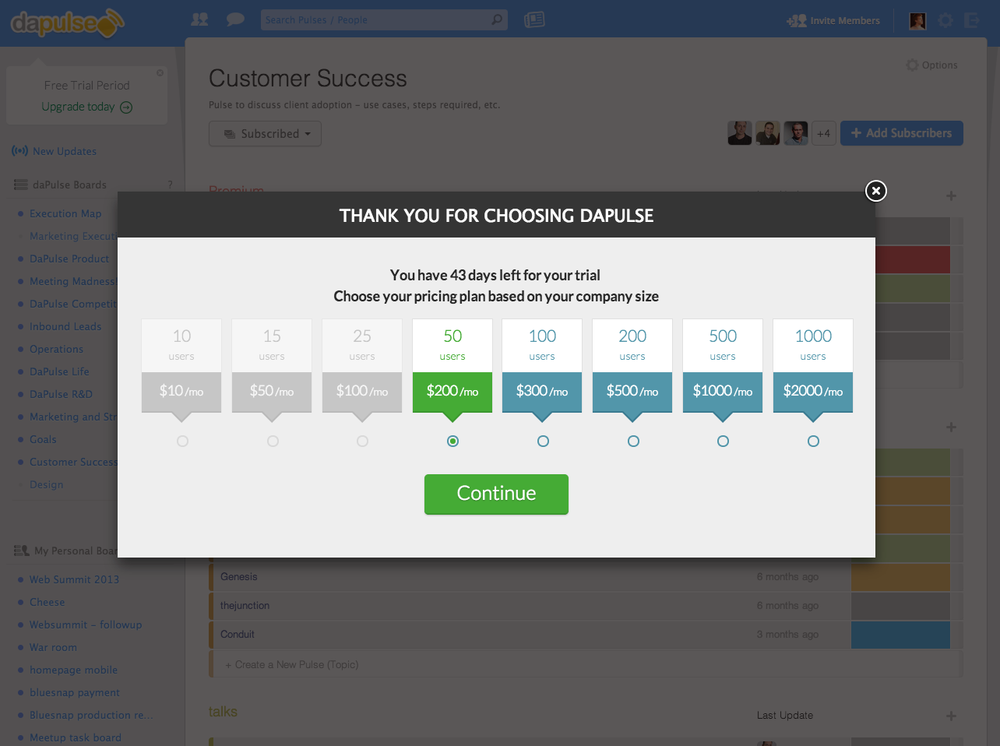 dapulse
Search Pulses / People
Invite Members
Free Trial Period
Upgrade today
Options
Customer Success
Pulse to discuss client adoption – use cases, steps required, etc.
Subscribed
+4
+ Add Subscribers
New Updates
daPulse Boards ?
Execution Map
Marketing Executi
DaPulse Product
Meeting Madness!
DaPulse Competit
Inbound Leads
Operations
DaPulse Life
DaPulse R&D
Marketing and Str
Goals
Customer Success
Design
My Personal Boar
Web Summit 2013
Cheese
Websummit – followup
War room
homepage mobile
bluesnap payment
Bluesnap production re...
Meetup task board
Premium
THANK YOU FOR CHOOSING DAPULSE
You have 43 days left for your trial
Choose your pricing plan based on your company size
10 users $10 /mo
15 users $50 /mo
25 users $100 /mo
50 users $200 /mo
100 users $300 /mo
200 users $500 /mo
500 users $1000 /mo
1000 users $2000 /mo
Continue
Genesis 6 months ago
thejunction 6 months ago
Conduit 3 months ago
+ Create a New Pulse (Topic)
talks Last Update